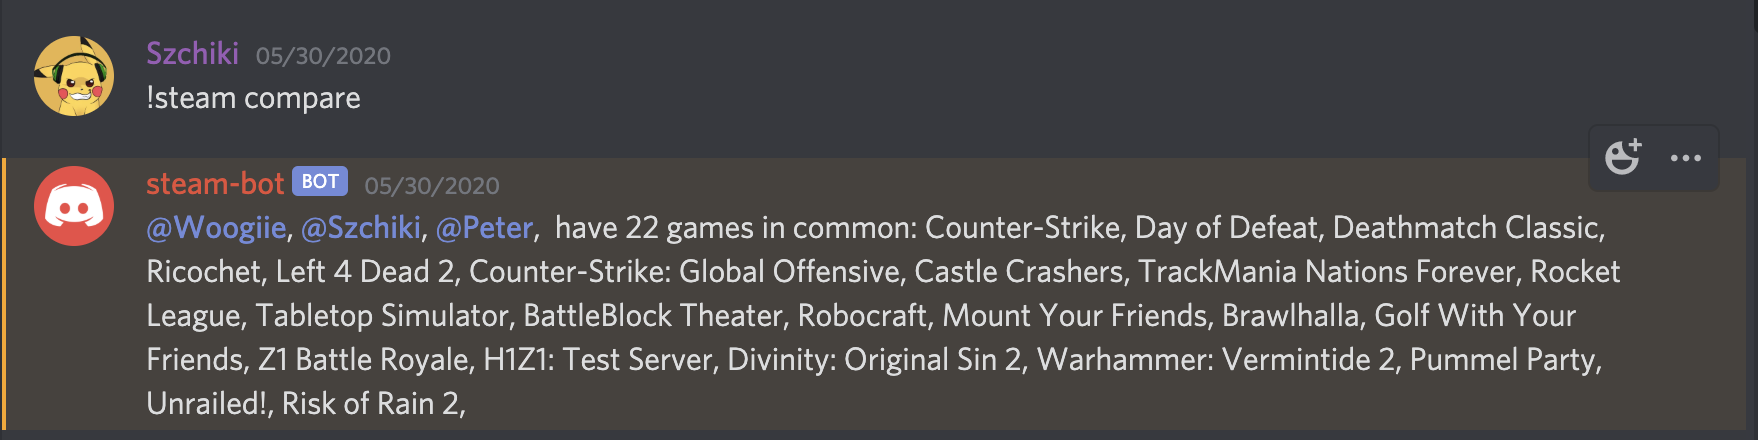 Szchiki 05/30/2020
!steam compare
steam-bot BOT 05/30/2020
@Woogiie, @Szchiki, @Peter,  have 22 games in common: Counter-Strike, Day of Defeat, Deathmatch Classic,
Ricochet, Left 4 Dead 2, Counter-Strike: Global Offensive, Castle Crashers, TrackMania Nations Forever, Rocket
League, Tabletop Simulator, BattleBlock Theater, Robocraft, Mount Your Friends, Brawlhalla, Golf With Your
Friends, Z1 Battle Royale, H1Z1: Test Server, Divinity: Original Sin 2, Warhammer: Vermintide 2, Pummel Party,
Unrailed!, Risk of Rain 2,